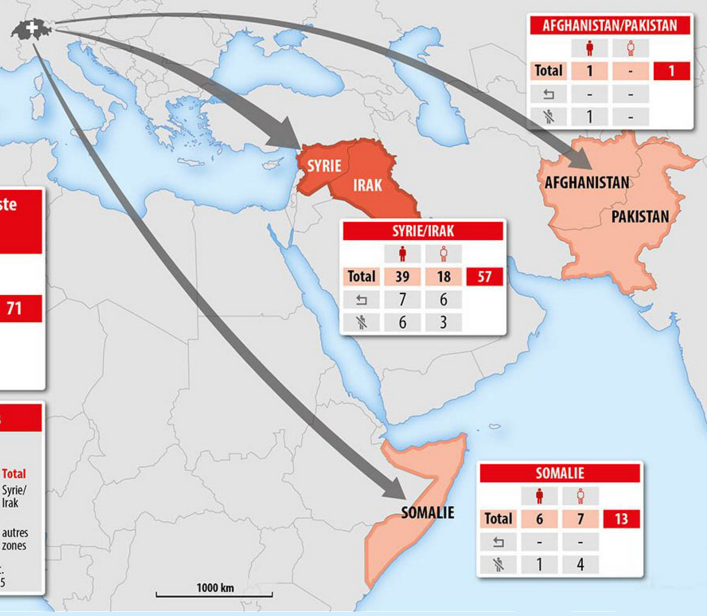 AFGHANISTAN/PAKISTAN
Total 1 - 1
- -
1 -
SYRIE
IRAK
AFGHANISTAN
PAKISTAN
ste
71
SYRIE/IRAK
Total 39 18 57
7 6
6 3
Total
Syrie/
Irak
autres
zones
5
SOMALIE
SOMALIE
Total 6 7 13
- -
1 4
1000 km